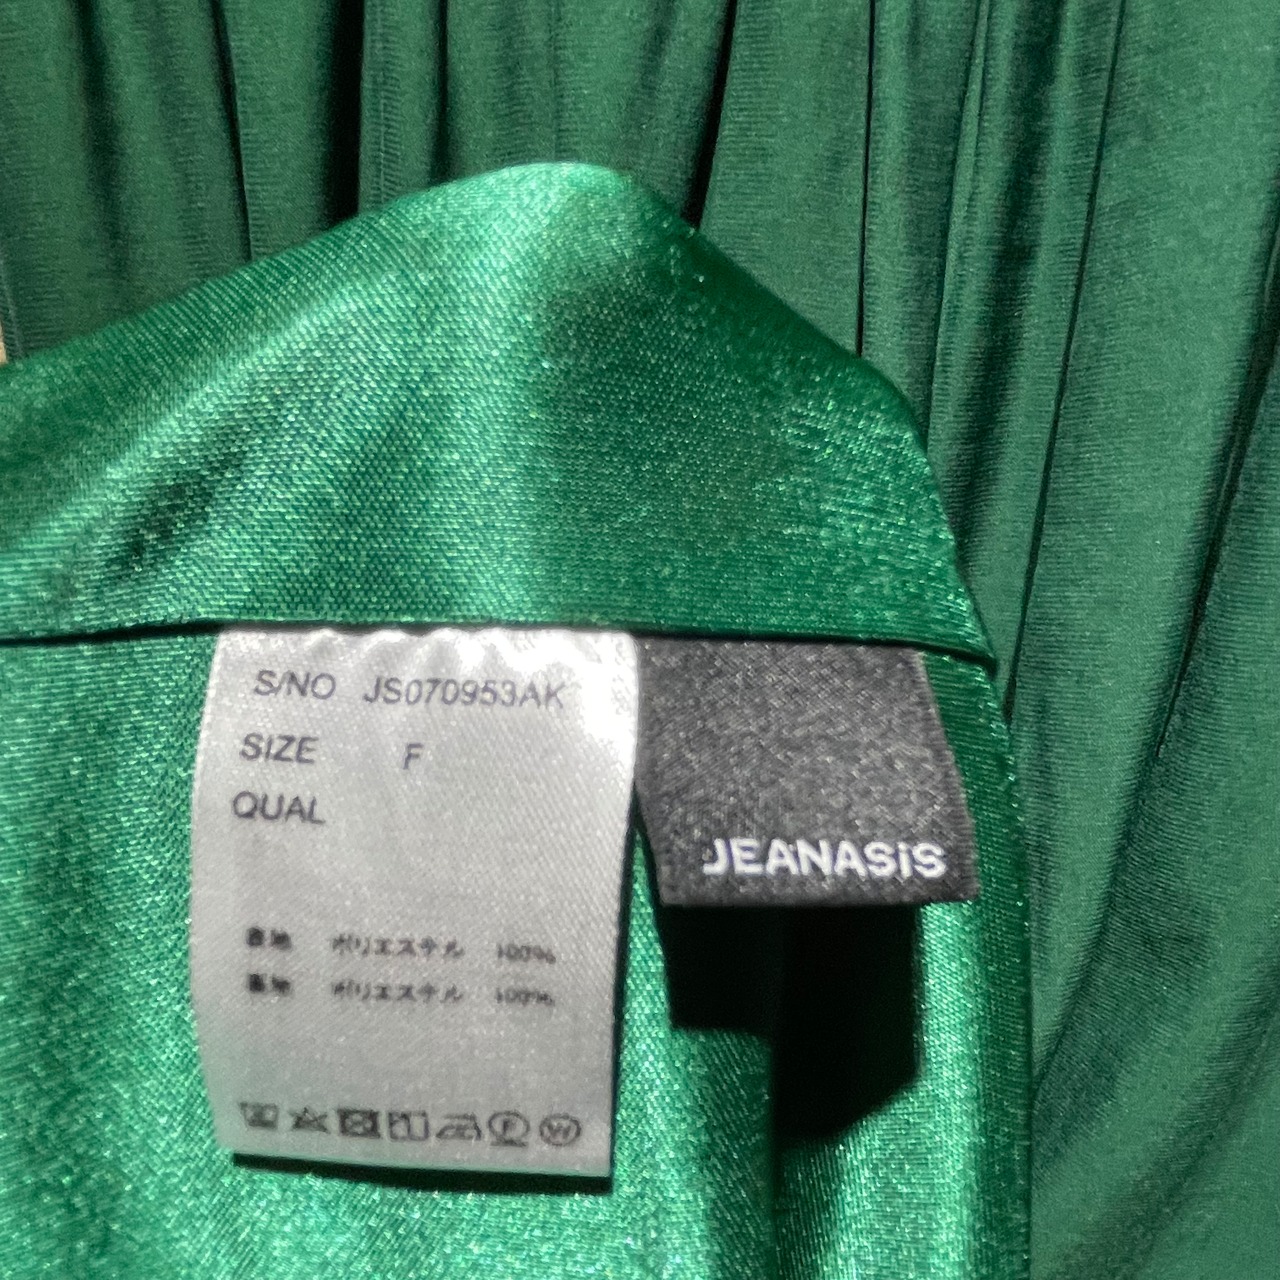 S/NO JS070953AK
SIZE F
QUAL
表地 ポリエステル 100%
裏地 ポリエステル 100%
JEANASiS